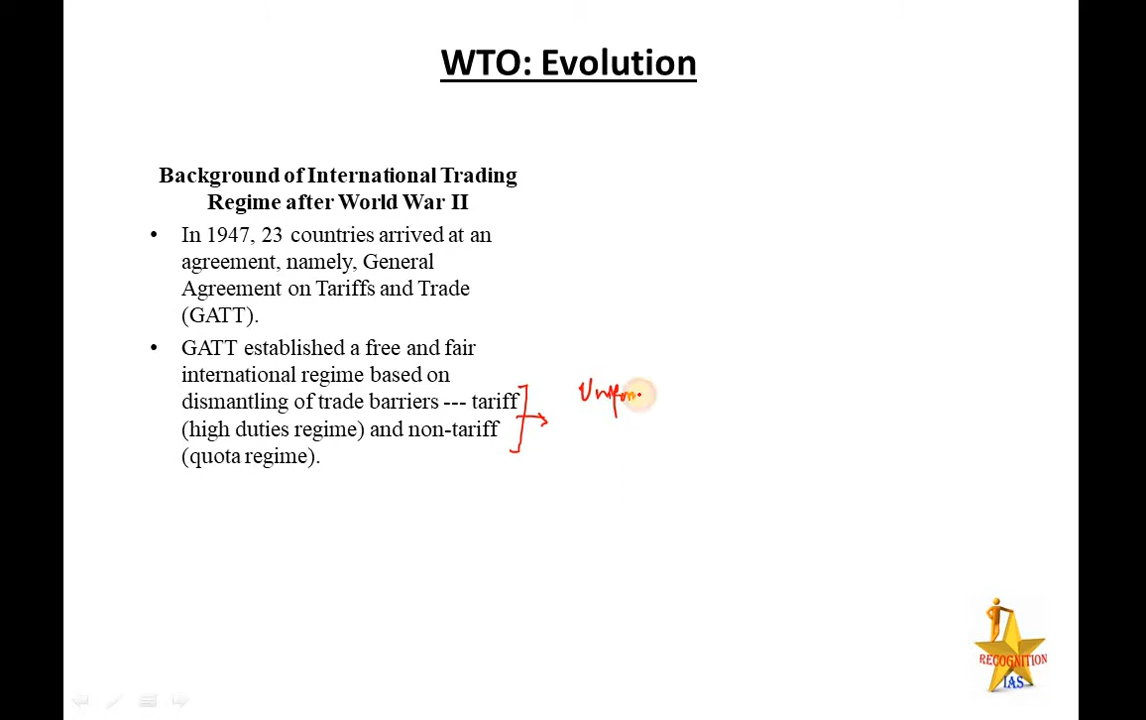 WTO: Evolution
Background of International Trading
Regime after World War II
• In 1947, 23 countries arrived at an
agreement, namely, General
Agreement on Tariffs and Trade
(GATT).
• GATT established a free and fair
international regime based on
dismantling of trade barriers --- tariff
(high duties regime) and non-tariff
(quota regime).
RECOGNITION
IAS